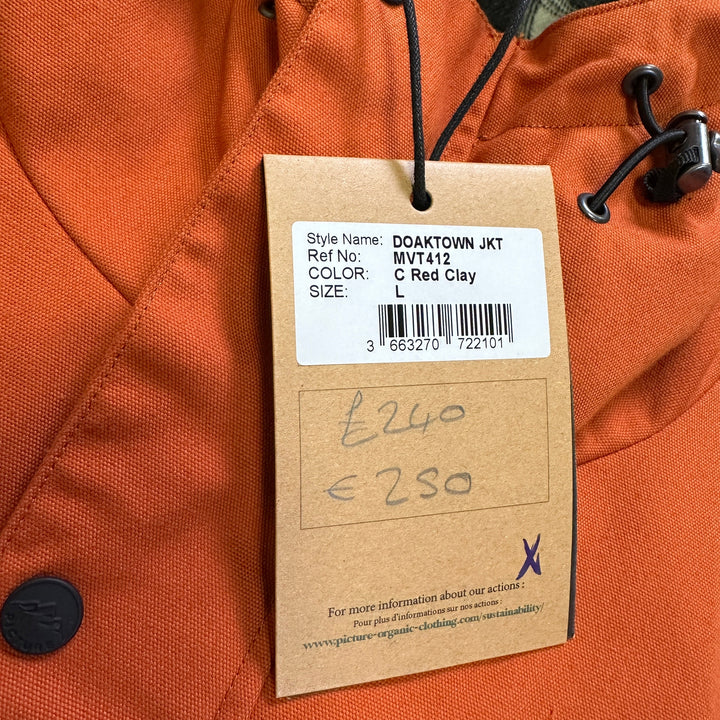 Style Name: DOAKTOWN JKT
Ref No: MVT412
COLOR: C Red Clay
SIZE: L
3 663270 722101
£240
€250
X
For more information about our actions :
Pour plus d'informations sur nos actions :
www.picture-organic-clothing.com/sustainability/
PICTURE